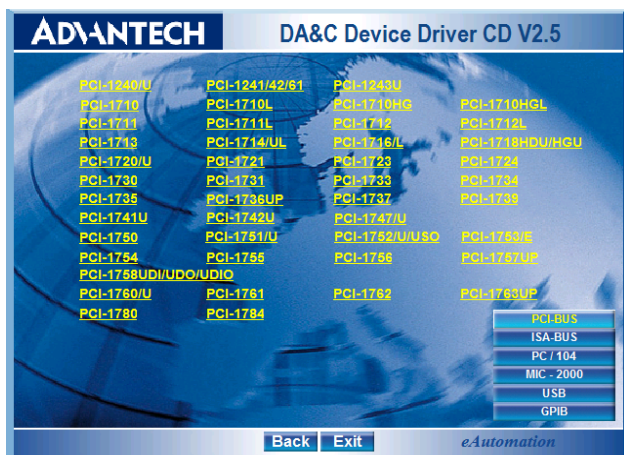 ADVANTECH DA&C Device Driver CD V2.5
PCI-1240/U PCI-1241/42/61 PCI-1243U
PCI-1710 PCI-1710L PCI-1710HG PCI-1710HGL
PCI-1711 PCI-1711L PCI-1712 PCI-1712L
PCI-1713 PCI-1714/UL PCI-1716/L PCI-1718HDU/HGU
PCI-1720/U PCI-1721 PCI-1723 PCI-1724
PCI-1730 PCI-1731 PCI-1733 PCI-1734
PCI-1735 PCI-1736UP PCI-1737 PCI-1739
PCI-1741U PCI-1742U PCI-1747/U
PCI-1750 PCI-1751/U PCI-1752/U/USO PCI-1753/E
PCI-1754 PCI-1755 PCI-1756 PCI-1757UP
PCI-1758UDI/UDO/UDIO
PCI-1760/U PCI-1761 PCI-1762 PCI-1763UP
PCI-1780 PCI-1784
PCI-BUS
ISA-BUS
PC / 104
MIC - 2000
USB
GPIB
Back Exit eAutomation